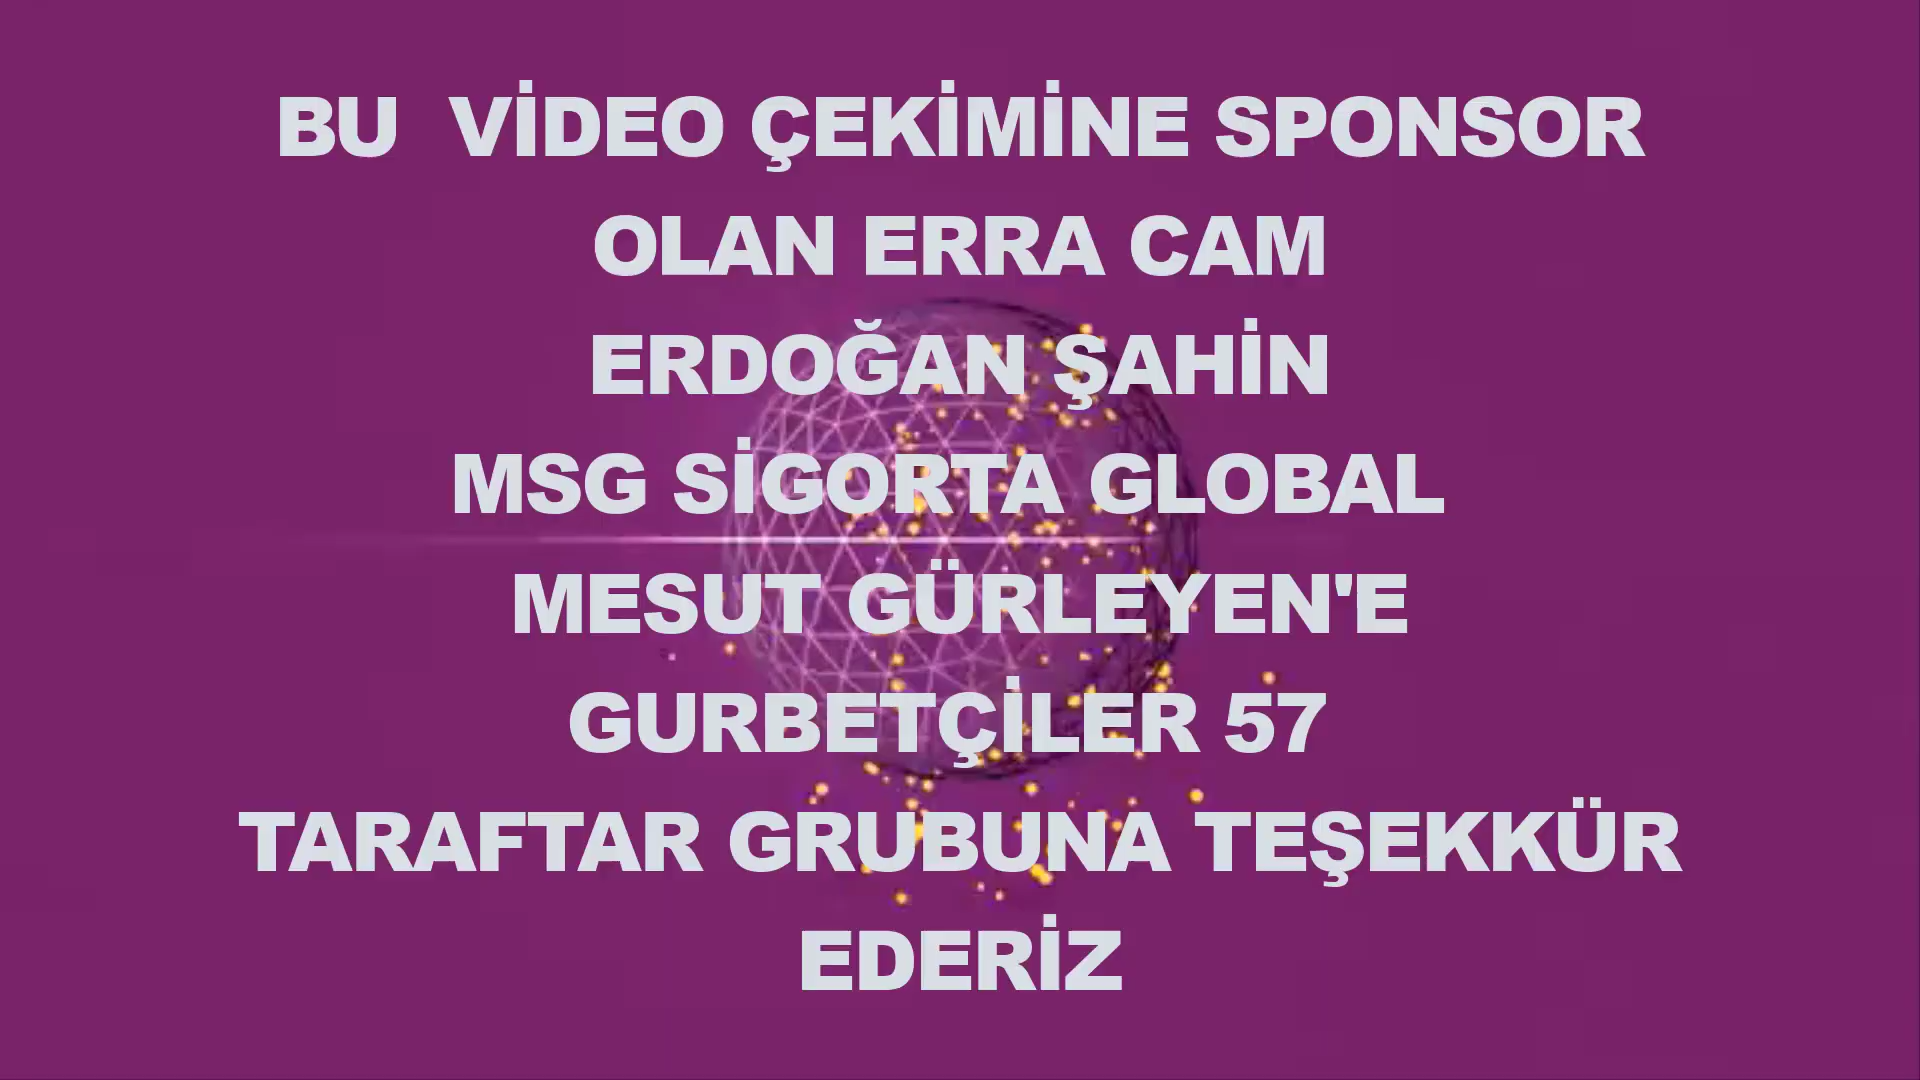 BU  VİDEO ÇEKİMİNE SPONSOR
OLAN ERRA CAM
ERDOĞAN ŞAHİN
MSG SİGORTA GLOBAL
MESUT GÜRLEYEN'E
GURBETÇİLER 57
TARAFTAR GRUBUNA TEŞEKKÜR
EDERİZ